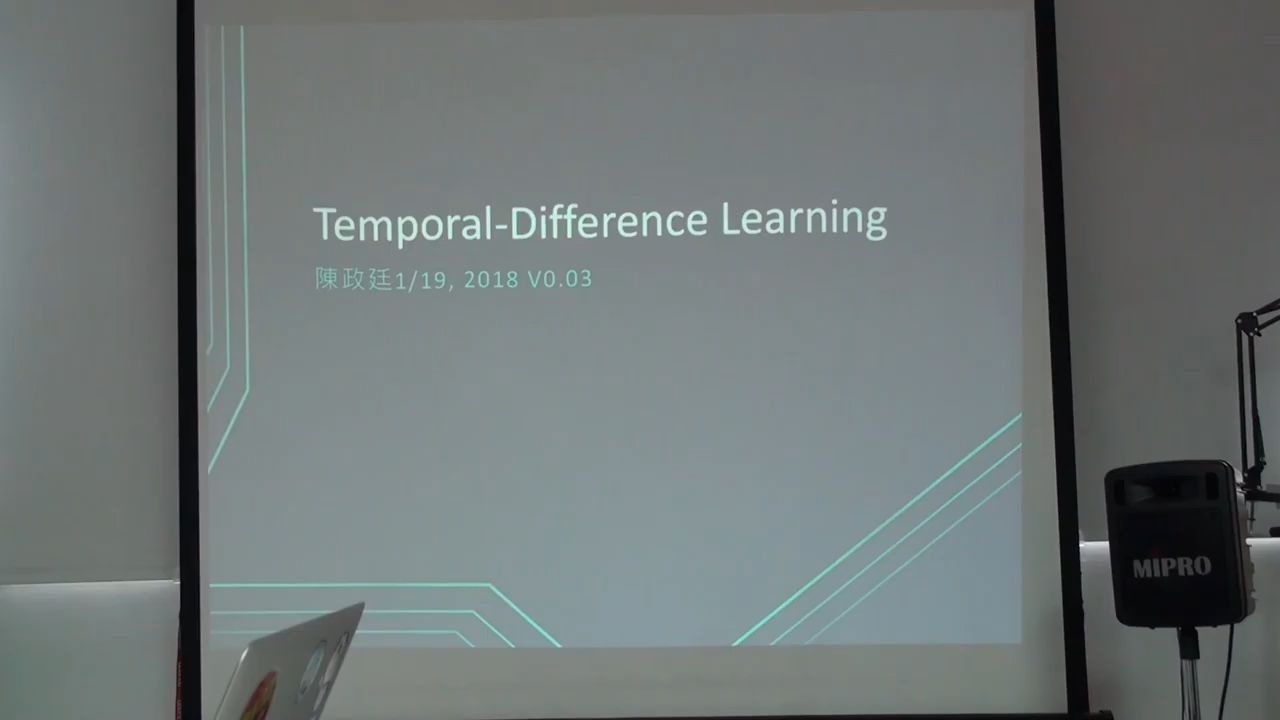 Temporal-Difference Learning
陳政廷1/19, 2018 V0.03
MIPRO